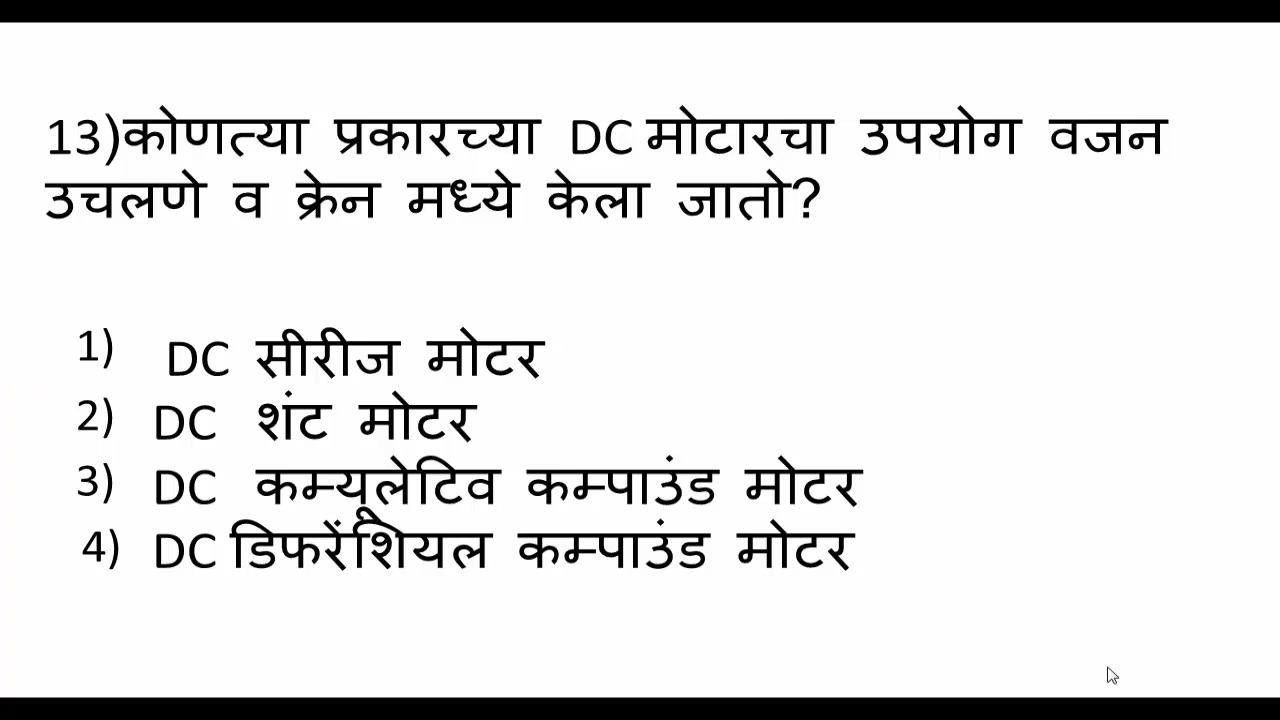 13)कोणत्या प्रकारच्या DC मोटारचा उपयोग वजन
उचलणे व क्रेन मध्ये केला जातो?
1) DC सीरीज मोटर
2) DC शंट मोटर
3) DC कम्यूलेटिव कम्पाउंड मोटर
4) DC डिफरेंशियल कम्पाउंड मोटर